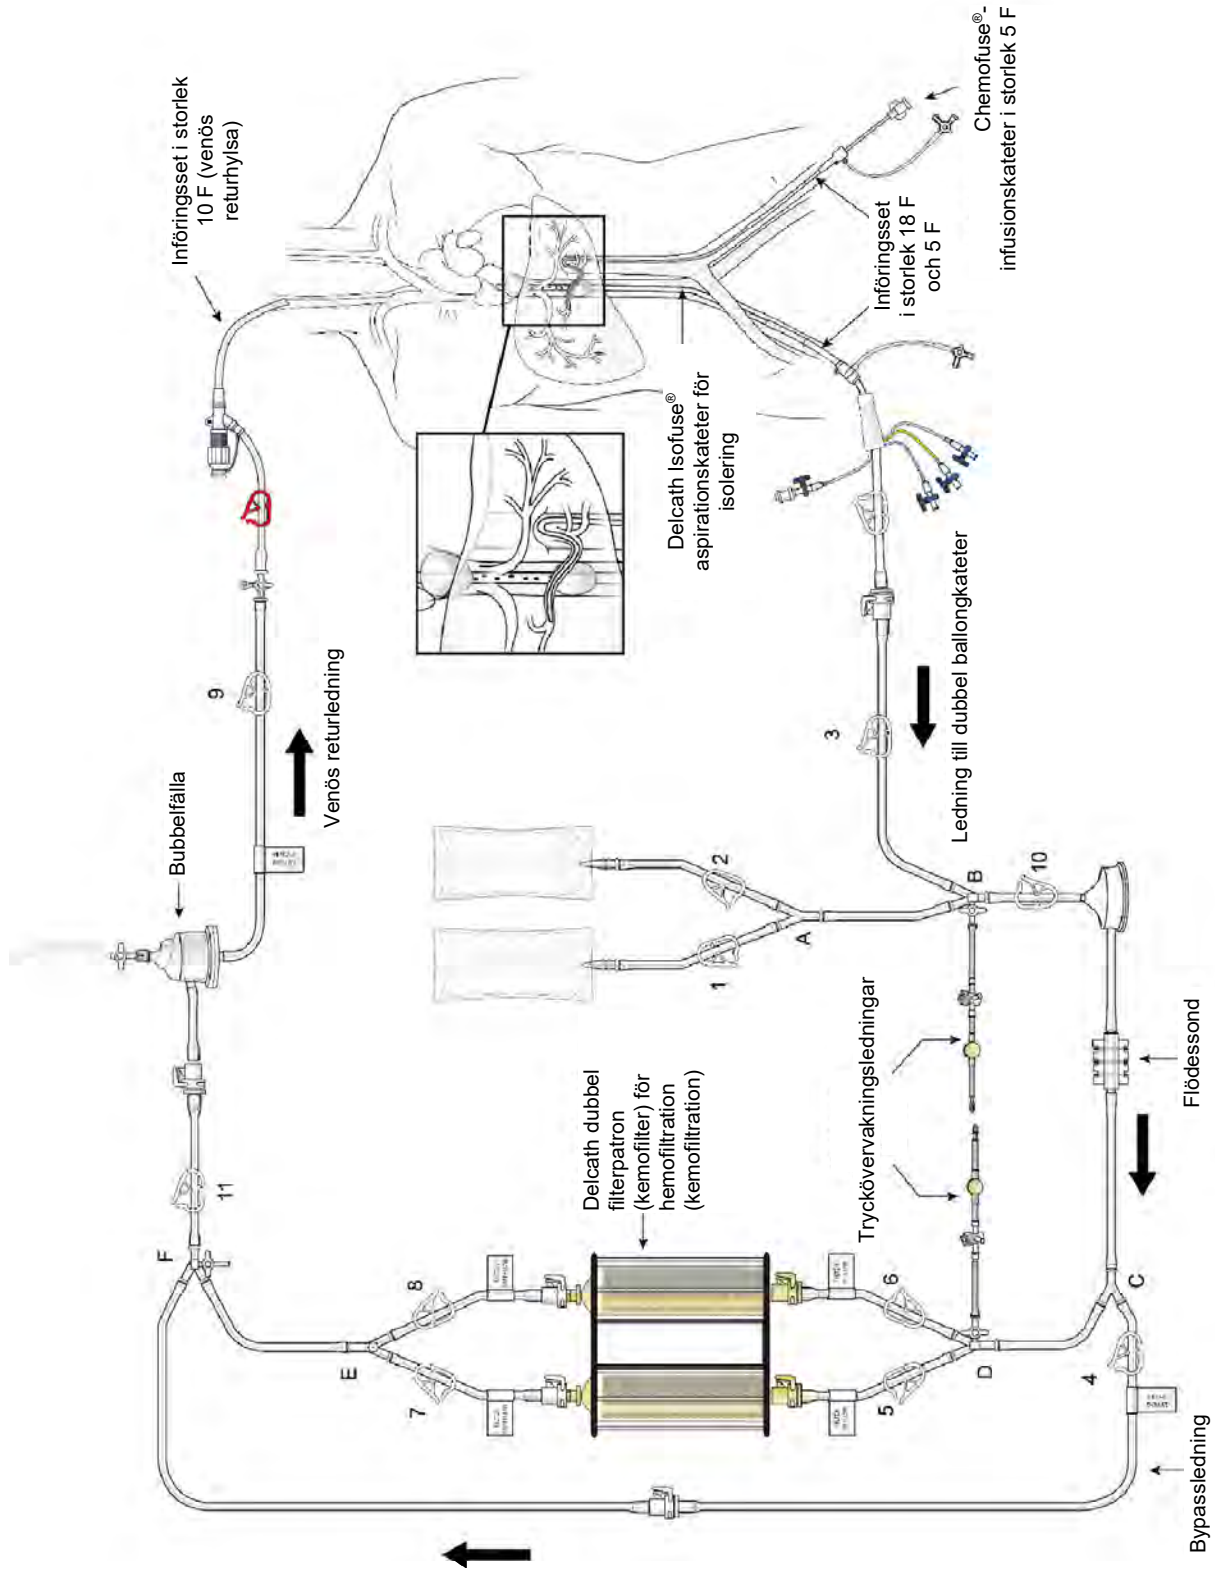 Införingsset i storlek
10 F (venös
returhylsa)
Chemofuse®-
infusionskateter i storlek 5 F
Införingsset
i storlek 18 F
och 5 F
Delcath Isofuse®
aspirationskateter för
isolering
9
Venös returledning
Bubbelfälla
3
Ledning till dubbel ballongkateter
1
2
A
B
10
Tryckövervakningsledningar
Flödessond
Delcath dubbel
filterpatron
(kemofilter) för
hemofiltration
(kemofiltration)
11
F
E
8
7
6
5
D
C
4
Bypassledning